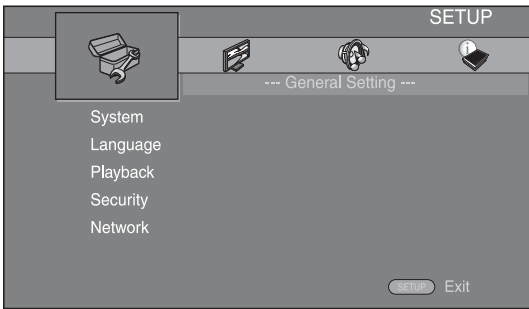 SETUP
--- General Setting ---
System
Language
Playback
Security
Network
SETUP Exit